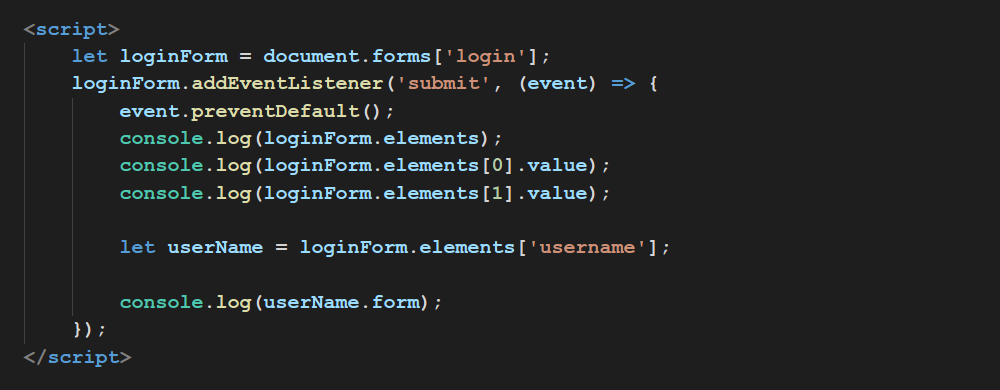 <script>
    let loginForm = document.forms['login'];
    loginForm.addEventListener('submit', (event) => {
        event.preventDefault();
        console.log(loginForm.elements);
        console.log(loginForm.elements[0].value);
        console.log(loginForm.elements[1].value);

        let userName = loginForm.elements['username'];

        console.log(userName.form);
    });
</script>